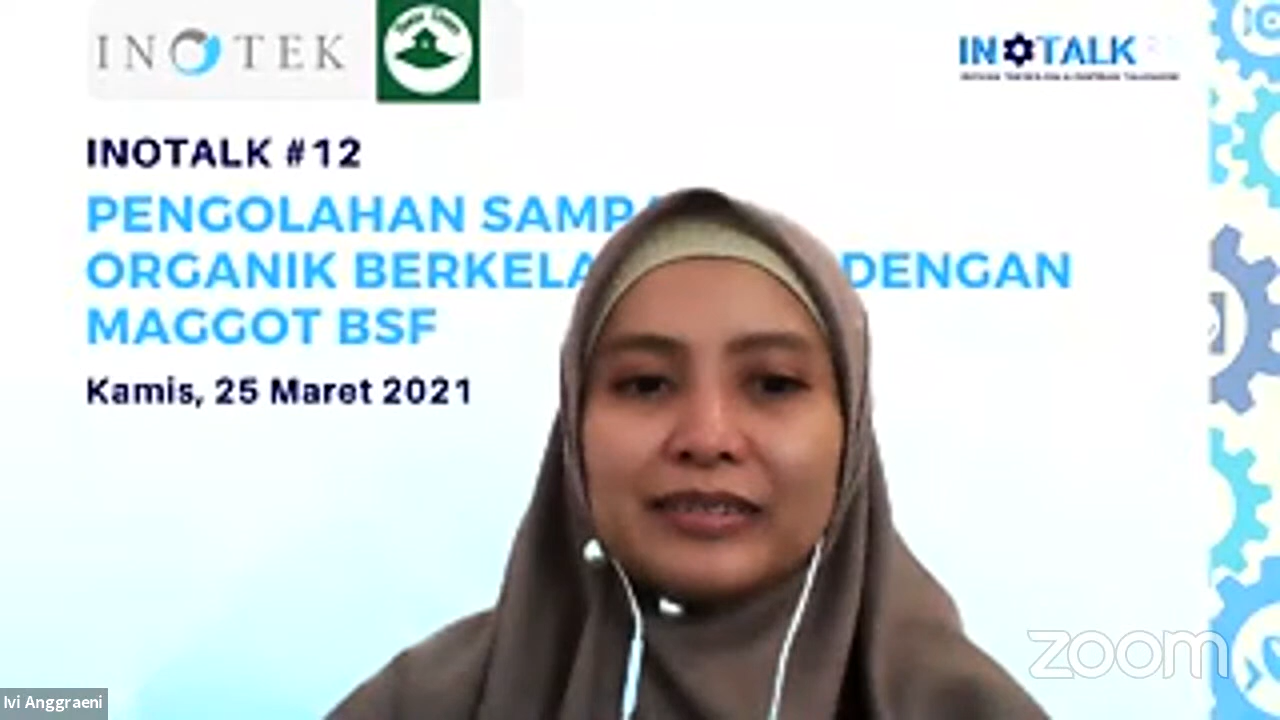 INOTEK
INOTALK
INOTALK #12
PENGOLAHAN SAMPA
ORGANIK BERKELA DENGAN
MAGGOT BSF
Kamis, 25 Maret 2021
zoom
Ivi Anggraeni